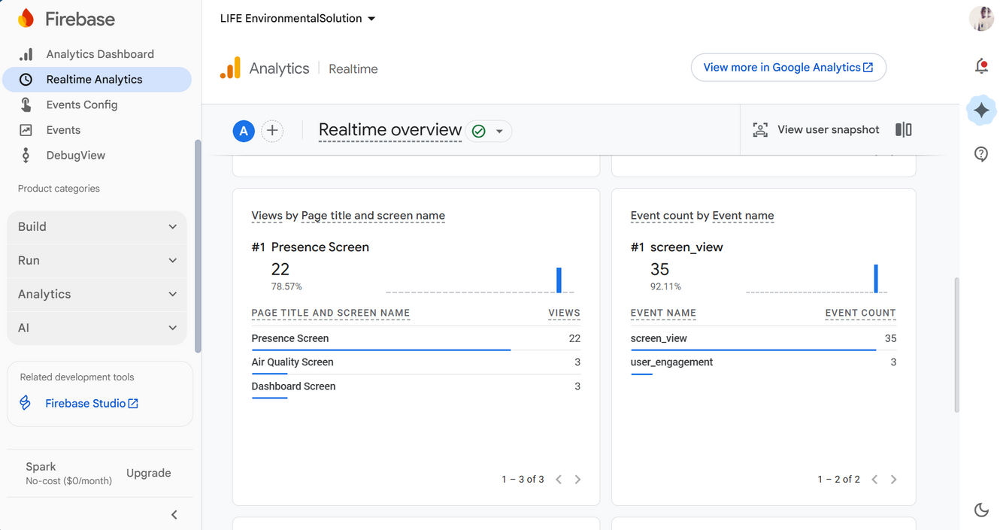 Firebase
Analytics Dashboard
Realtime Analytics
Events Config
Events
DebugView
Product categories
Build
Run
Analytics
AI
Related development tools
Firebase Studio
Spark
No-cost ($0/month)
Upgrade
LIFE EnvironmentalSolution
Analytics
Realtime
View more in Google Analytics
A
Realtime overview
View user snapshot
Views by Page title and screen name
#1 Presence Screen
22
78.57%
PAGE TITLE AND SCREEN NAME VIEWS
Presence Screen 22
Air Quality Screen 3
Dashboard Screen 3
1 – 3 of 3
Event count by Event name
#1 screen_view
35
92.11%
EVENT NAME EVENT COUNT
screen_view 35
user_engagement 3
1 – 2 of 2